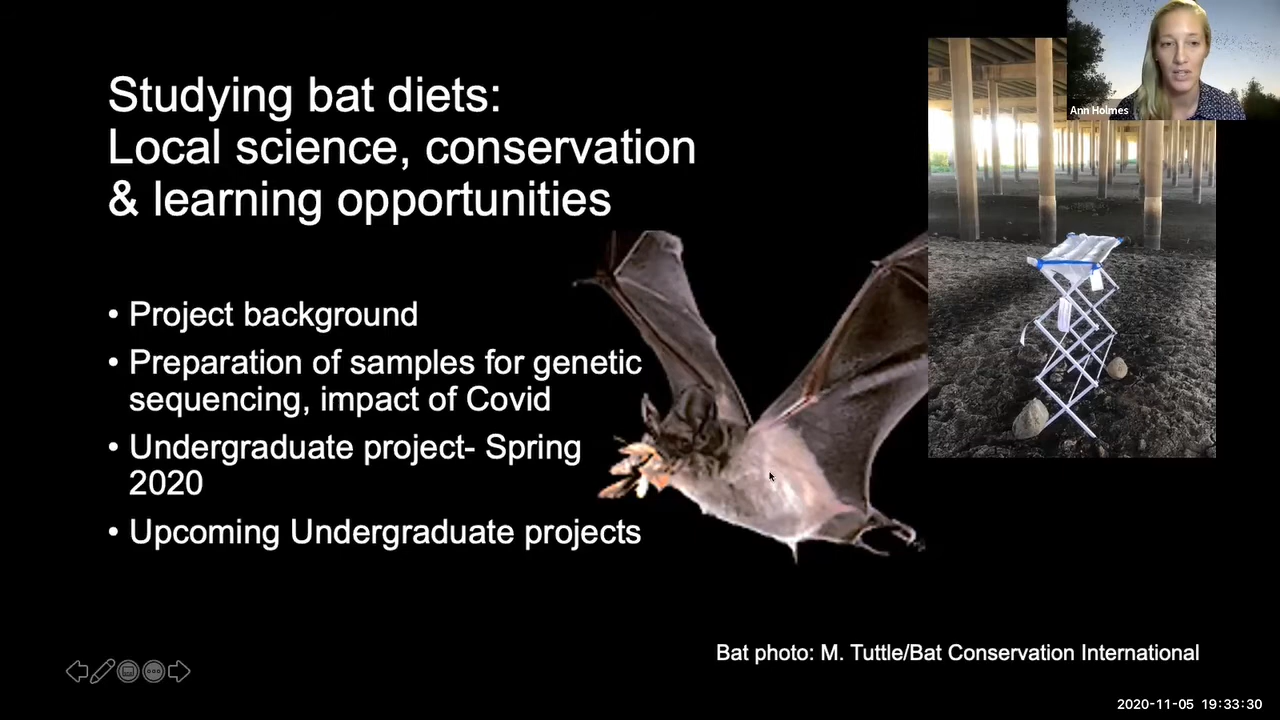 Studying bat diets:
Local science, conservation
& learning opportunities
• Project background
• Preparation of samples for genetic
sequencing, impact of Covid
• Undergraduate project- Spring
2020
• Upcoming Undergraduate projects
Ann Holmes
Bat photo: M. Tuttle/Bat Conservation International
2020-11-05 19:33:30